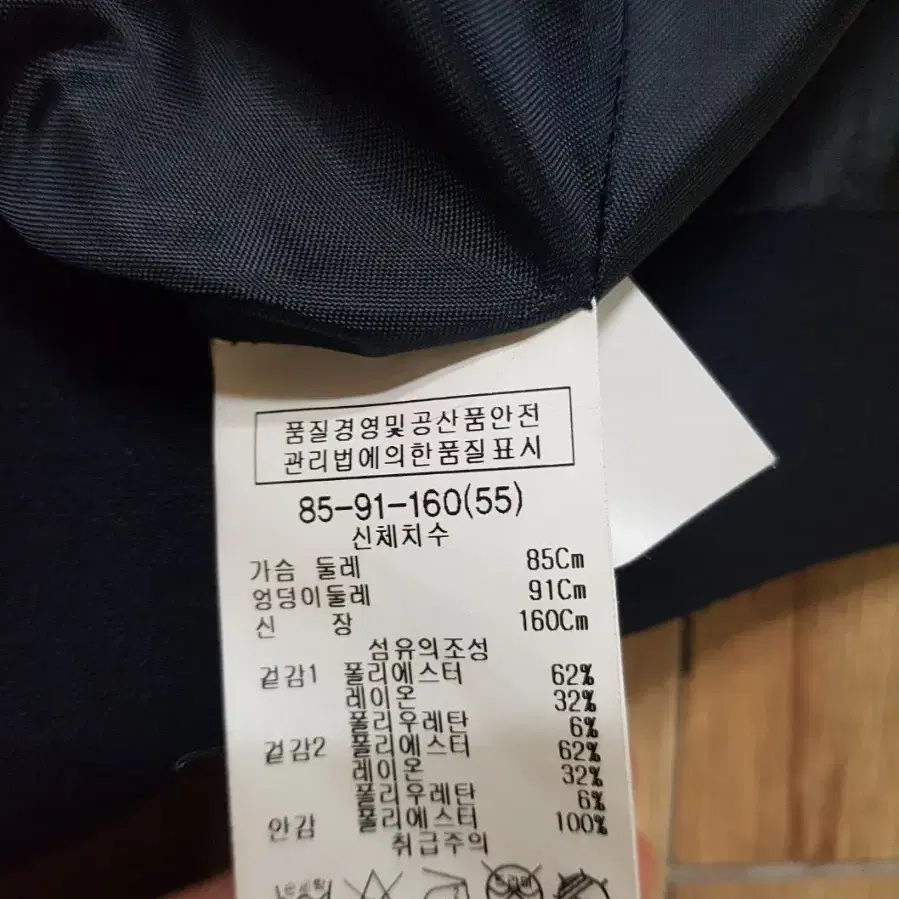 품질경영및공산품안전
관리법에의한품질표시
85-91-160(55)
신체치수
가슴 둘레 85Cm
엉덩이둘레 91Cm
신 장 160Cm
섬유의조성
겉감1 폴리에스터 62%
레이온 32%
폴리우레탄 6%
겉감2 폴리에스터 62%
레이온 32%
폴리우레탄 6%
안감 폴리에스터 100%
취급주의
드라이